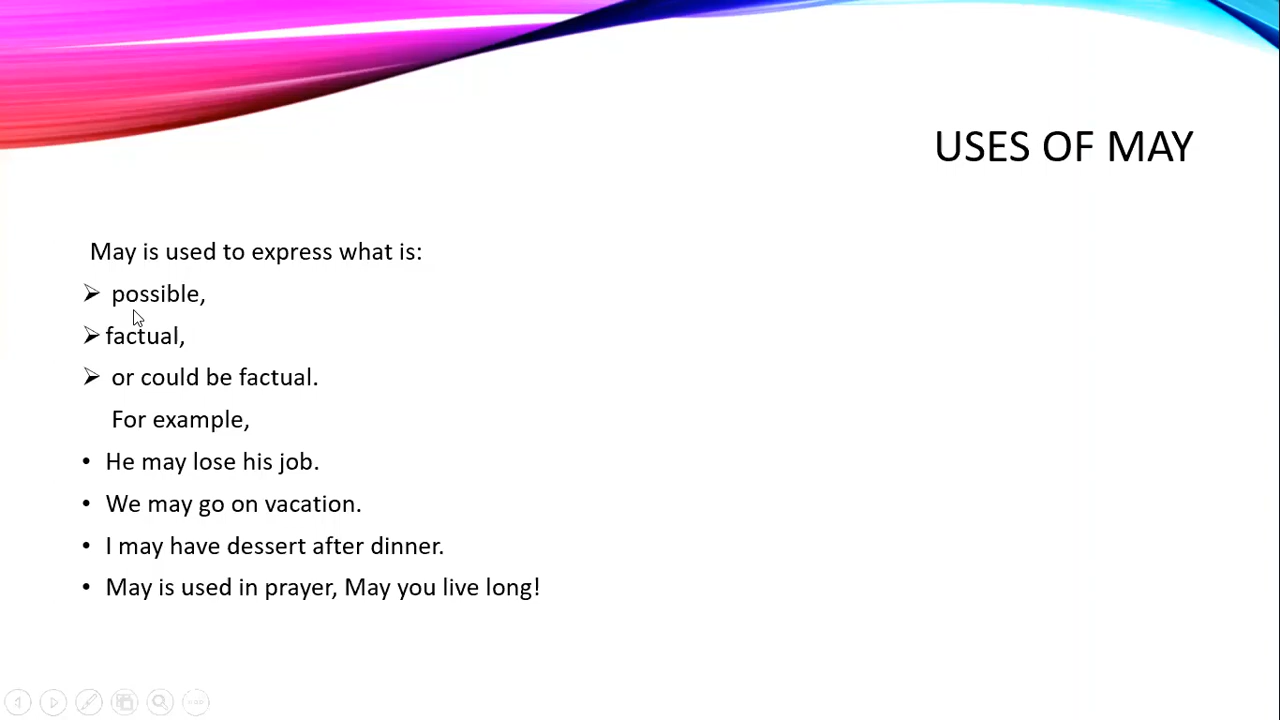 USES OF MAY
May is used to express what is:
➢ possible,
➢ factual,
➢ or could be factual.
For example,
• He may lose his job.
• We may go on vacation.
• I may have dessert after dinner.
• May is used in prayer, May you live long!